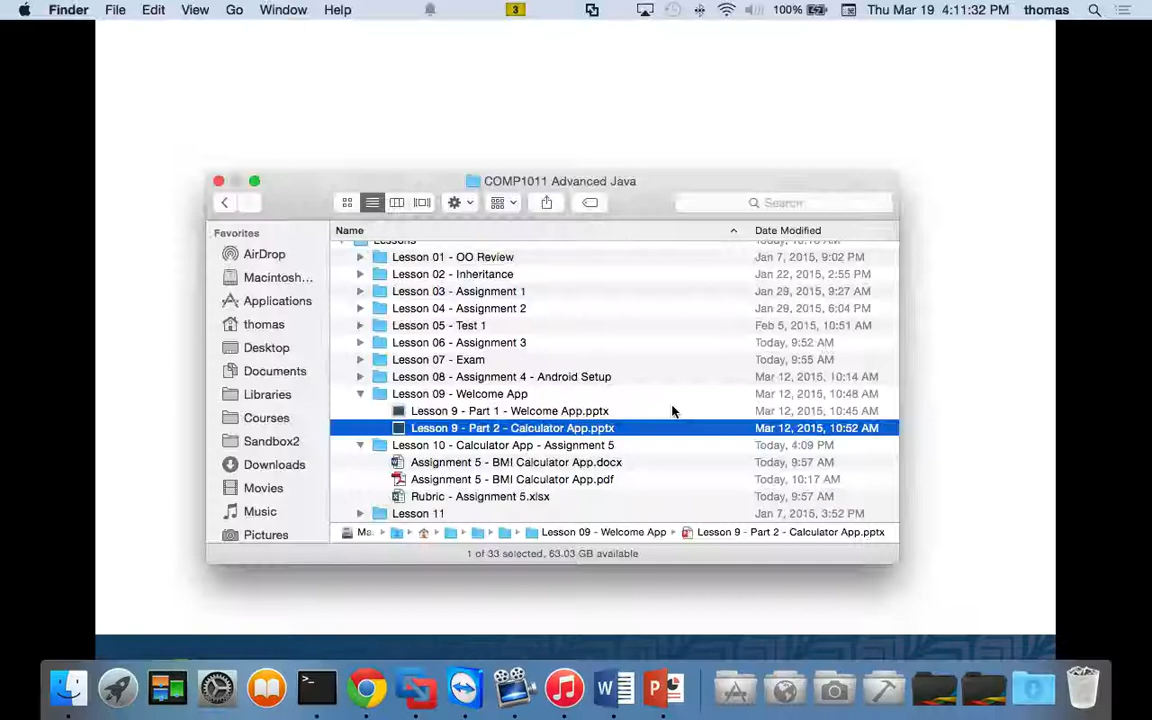 Finder File Edit View Go Window Help 3 100% Thu Mar 19 4:11:32 PM thomas
COMP1011 Advanced Java
Search
Favorites
AirDrop
Macintosh...
Applications
thomas
Desktop
Documents
Libraries
Courses
Sandbox2
Downloads
Movies
Music
Pictures
Name Date Modified
Lessons
Lesson 01 - OO Review Jan 7, 2015, 9:02 PM
Lesson 02 - Inheritance Jan 22, 2015, 2:55 PM
Lesson 03 - Assignment 1 Jan 29, 2015, 9:27 AM
Lesson 04 - Assignment 2 Jan 29, 2015, 6:04 PM
Lesson 05 - Test 1 Feb 5, 2015, 10:51 AM
Lesson 06 - Assignment 3 Today, 9:52 AM
Lesson 07 - Exam Today, 9:55 AM
Lesson 08 - Assignment 4 - Android Setup Mar 12, 2015, 10:14 AM
Lesson 09 - Welcome App Mar 12, 2015, 10:48 AM
Lesson 9 - Part 1 - Welcome App.pptx Mar 12, 2015, 10:45 AM
Lesson 9 - Part 2 - Calculator App.pptx Mar 12, 2015, 10:52 AM
Lesson 10 - Calculator App - Assignment 5 Today, 4:09 PM
Assignment 5 - BMI Calculator App.docx Today, 9:57 AM
Assignment 5 - BMI Calculator App.pdf Today, 10:17 AM
Rubric - Assignment 5.xlsx Today, 9:57 AM
Lesson 11 Jan 7, 2015, 3:52 PM
Ma Lesson 09 - Welcome App Lesson 9 - Part 2 - Calculator App.pptx
1 of 33 selected, 63.03 GB available